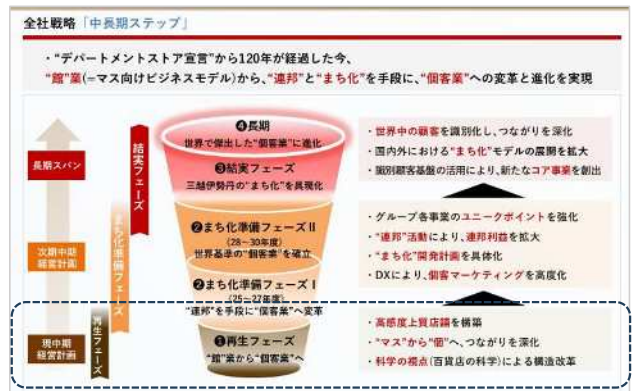 全社戦略「中長期ステップ」
・“デパートメントストア宣言”から120年が経過した今、
“館”業(=マス向けビジネスモデル)から、“連邦”と“まち化”を手段に、“個客業”への変革と進化を実現
長期スパン
次期中期
経営計画
現中期
経営計画
結実フェーズ
まち化準備フェーズ
再生フェーズ
❹長期
世界で傑出した“個客業”に進化
❸結実フェーズ
三越伊勢丹の“まち化”を具現化
❷まち化準備フェーズⅡ
(28~30年度)
世界基準の“個客業”を確立
❷まち化準備フェーズⅠ
(25~27年度)
“連邦”を手段に“個客業”へ変革
❶再生フェーズ
“館”業から“個客業”へ
・世界中の顧客を識別化し、つながりを深化
・国内外における“まち化”モデルの展開を拡大
・識別顧客基盤の活用により、新たなコア事業を創出
・グループ各事業のユニークポイントを強化
・“連邦”活動により、連邦利益を拡大
・“まち化”開発計画を具体化
・DXにより、個客マーケティングを高度化
・高感度上質店舗を構築
・“マス”から“個”へ、つながりを深化
・科学の視点(百貨店の科学)による構造改革